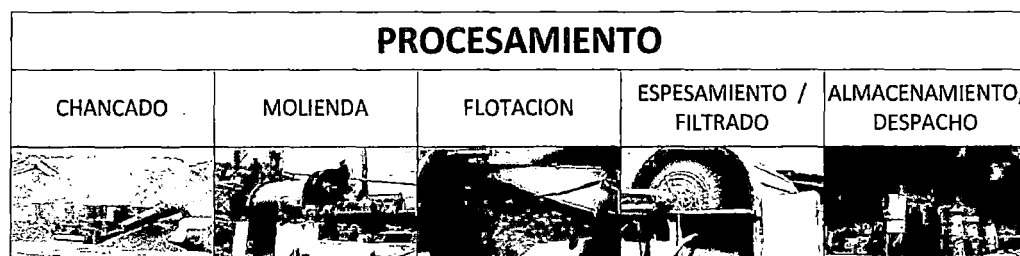 PROCESAMIENTO
CHANCADO
MOLIENDA
FLOTACION
ESPESAMIENTO /
FILTRADO
ALMACENAMIENTO,
DESPACHO